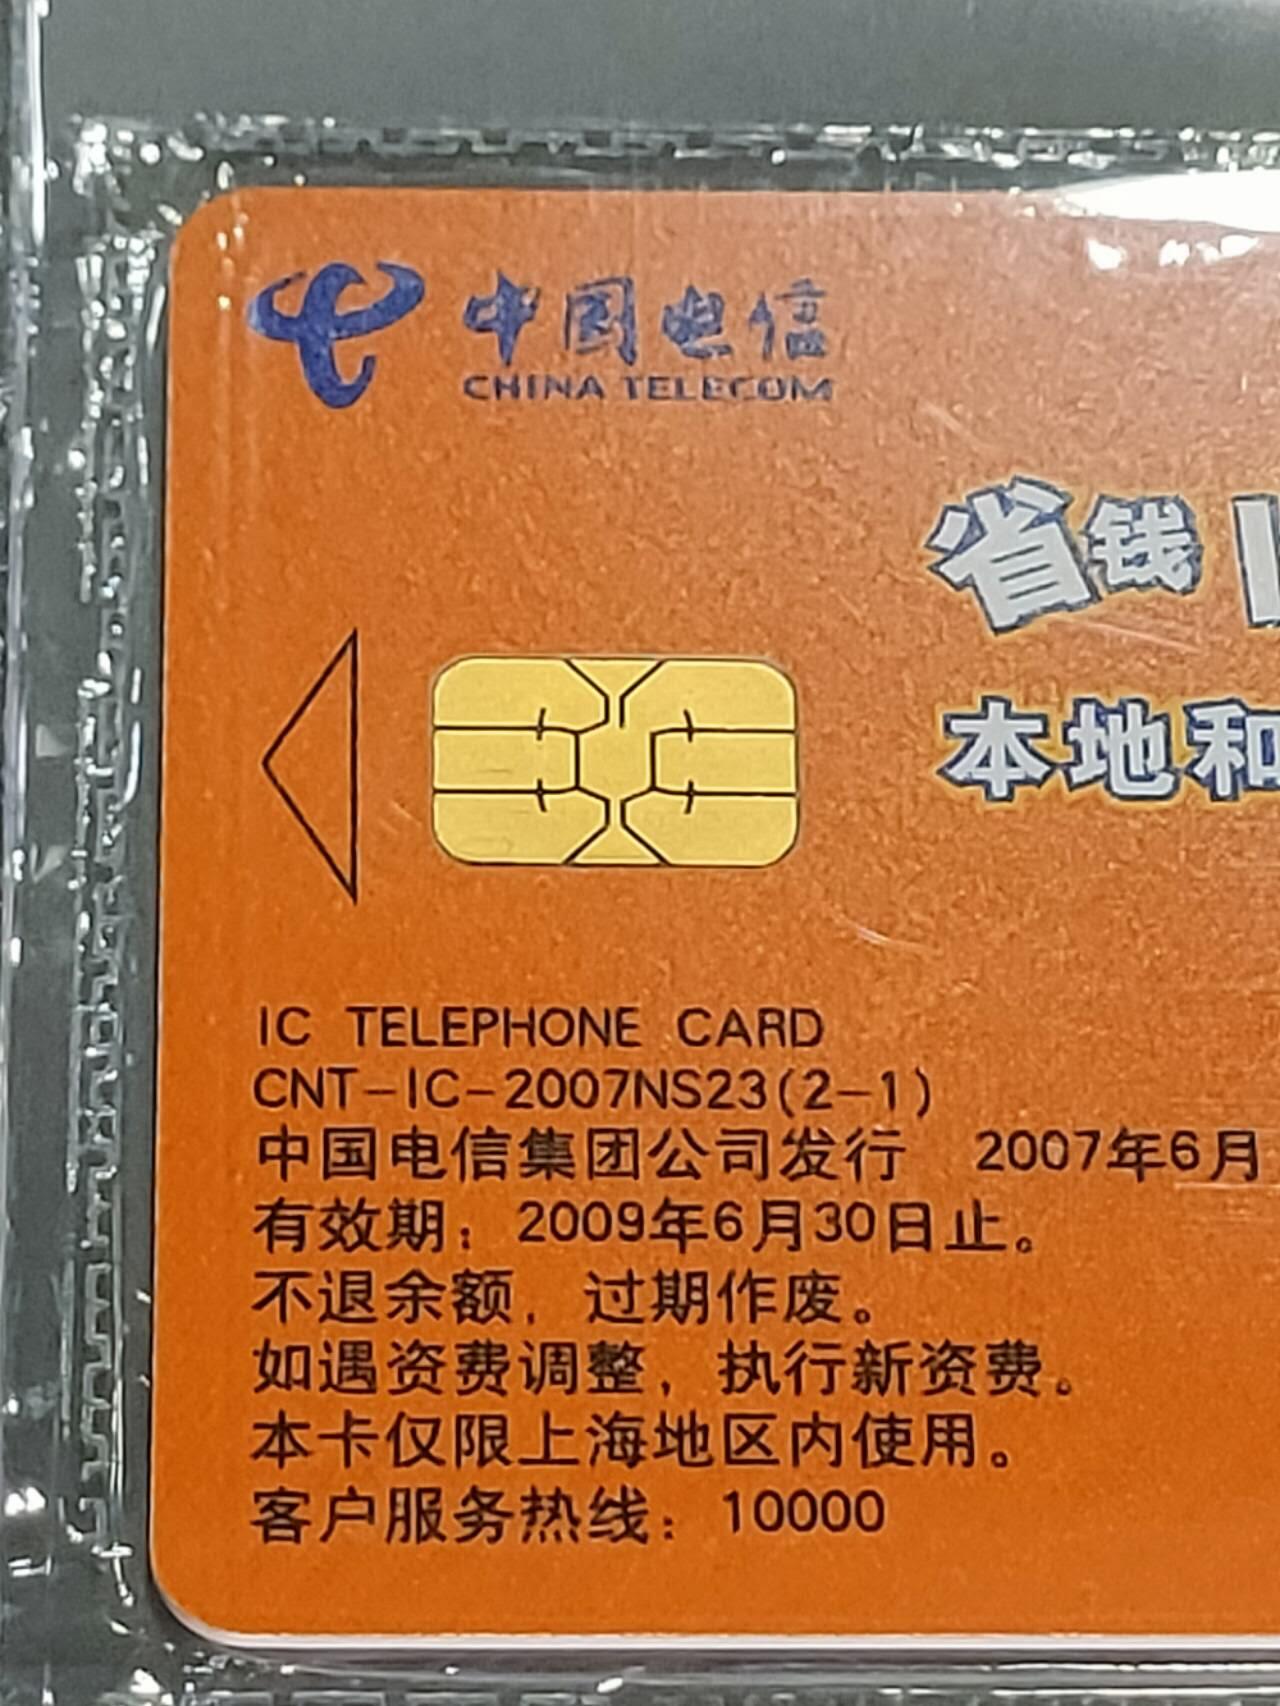 中国电信
CHINA TELECOM
省钱
本地和
IC TELEPHONE CARD
CNT-IC-2007NS23(2-1)
中国电信集团公司发行 2007年6月
有效期：2009年6月30日止。
不退余额，过期作废。
如遇资费调整，执行新资费。
本卡仅限上海地区内使用。
客户服务热线：10000